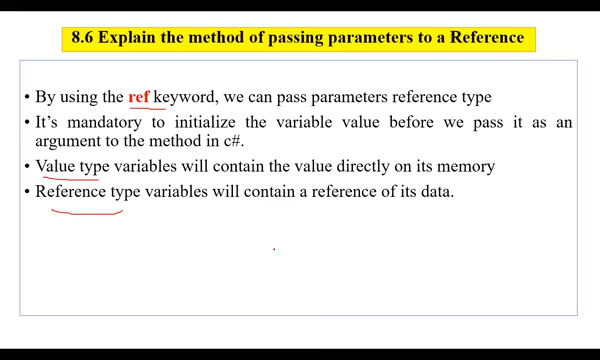 8.6 Explain the method of passing parameters to a Reference
• By using the ref keyword, we can pass parameters reference type
• It's mandatory to initialize the variable value before we pass it as an
argument to the method in c#.
• Value type variables will contain the value directly on its memory
• Reference type variables will contain a reference of its data.